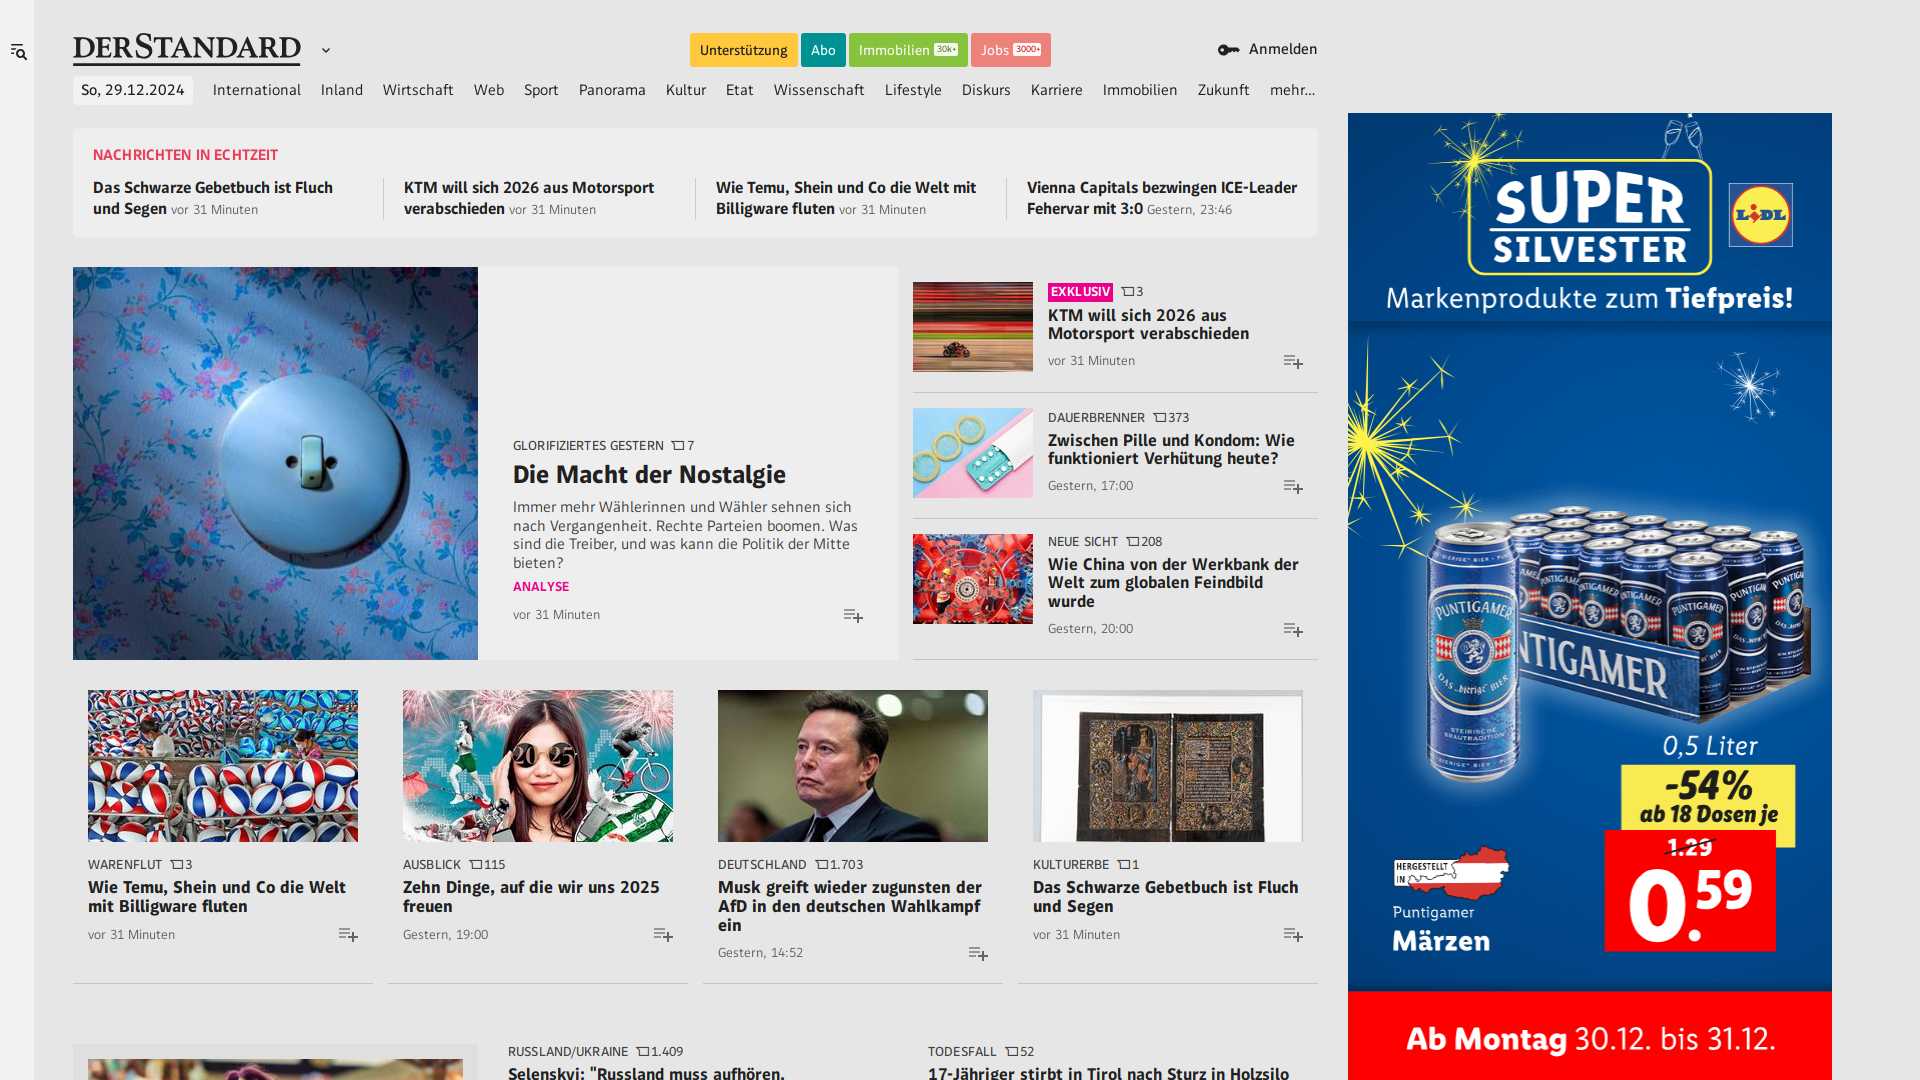 DERSTANDARD
Unterstützung
Abo
Immobilien 30k+
Jobs 3000+
Anmelden
So, 29.12.2024
International
Inland
Wirtschaft
Web
Sport
Panorama
Kultur
Etat
Wissenschaft
Lifestyle
Diskurs
Karriere
Immobilien
Zukunft
mehr...
NACHRICHTEN IN ECHTZEIT
Das Schwarze Gebetbuch ist Fluch
und Segen vor 31 Minuten
KTM will sich 2026 aus Motorsport
verabschieden vor 31 Minuten
Wie Temu, Shein und Co die Welt mit
Billigware fluten vor 31 Minuten
Vienna Capitals bezwingen ICE-Leader
Fehervar mit 3:0 Gestern, 23:46
GLORIFIZIERTES GESTERN 7
Die Macht der Nostalgie
Immer mehr Wählerinnen und Wähler sehnen sich
nach Vergangenheit. Rechte Parteien boomen. Was
sind die Treiber, und was kann die Politik der Mitte
bieten?
ANALYSE
vor 31 Minuten
EXKLUSIV 3
KTM will sich 2026 aus
Motorsport verabschieden
vor 31 Minuten
DAUERBRENNER 373
Zwischen Pille und Kondom: Wie
funktioniert Verhütung heute?
Gestern, 17:00
NEUE SICHT 208
Wie China von der Werkbank der
Welt zum globalen Feindbild
wurde
Gestern, 20:00
WARENFLUT 3
Wie Temu, Shein und Co die Welt
mit Billigware fluten
vor 31 Minuten
2025
AUSBLICK 115
Zehn Dinge, auf die wir uns 2025
freuen
Gestern, 19:00
DEUTSCHLAND 1.703
Musk greift wieder zugunsten der
AfD in den deutschen Wahlkampf
ein
Gestern, 14:52
KULTURERBE 1
Das Schwarze Gebetbuch ist Fluch
und Segen
vor 31 Minuten
RUSSLAND/UKRAINE 1.409
Selenskyj: "Russland muss aufhören,
TODESFALL 52
17-Jähriger stirbt in Tirol nach Sturz in Holzsilo
SUPER
SILVESTER
LIDL
Markenprodukte zum Tiefpreis!
PUNTIGAMER
DAS „bierige" BIER
STEIRISCHE
BRAUTRADITION
PUNTIGAMER
NTIGAMER
0,5 Liter
-54%
ab 18 Dosen je
1.29
0.59
HERGESTELLT
IN
Puntigamer
Märzen
Ab Montag 30.12. bis 31.12.